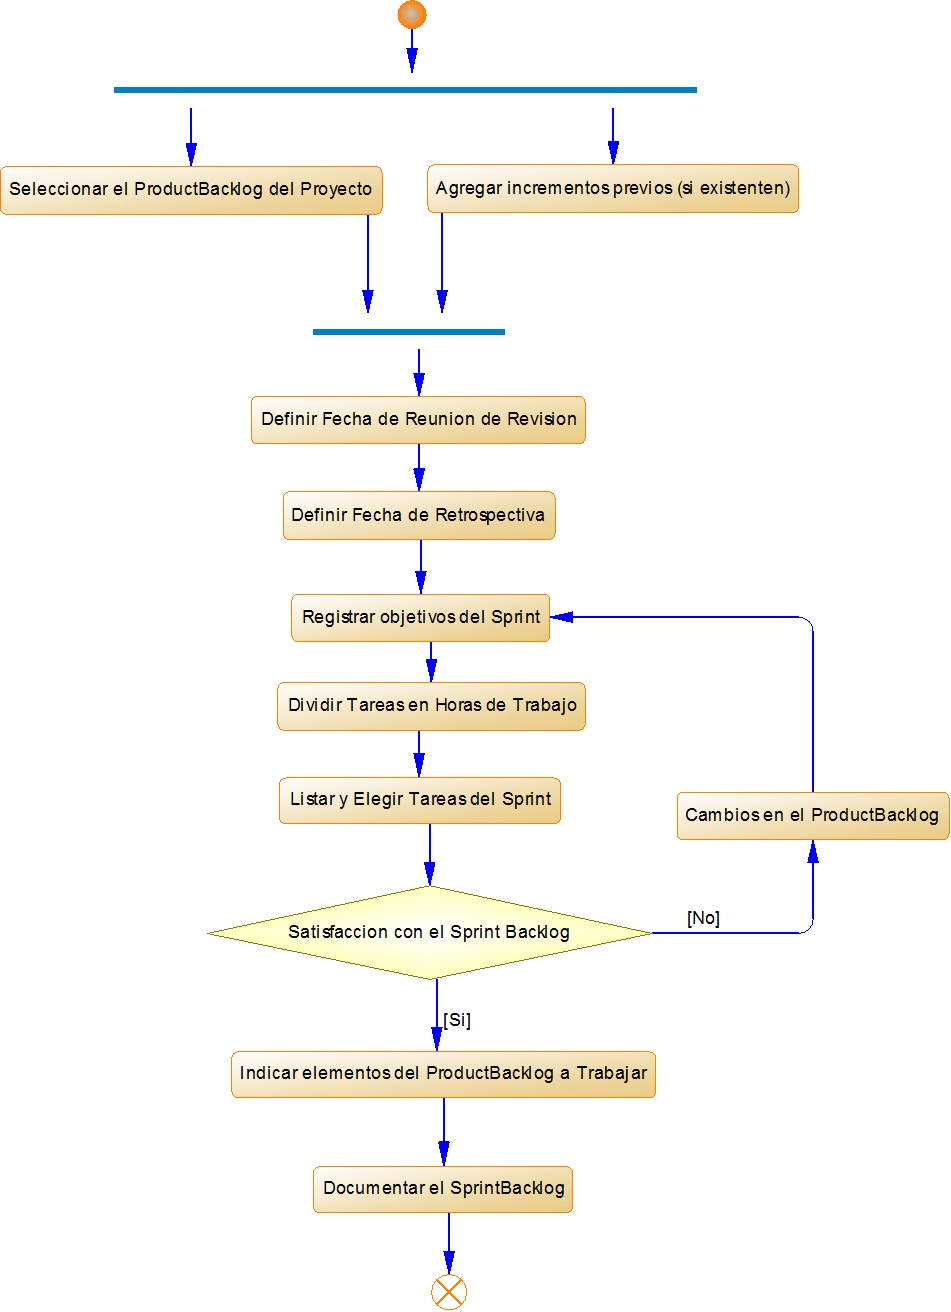 Seleccionar el ProductBacklog del Proyecto
Agregar incrementos previos (si existenten)
Definir Fecha de Reunion de Revision
Definir Fecha de Retrospectiva
Registrar objetivos del Sprint
Dividir Tareas en Horas de Trabajo
Listar y Elegir Tareas del Sprint
Cambios en el ProductBacklog
Satisfaccion con el Sprint Backlog
[No]
[Si]
Indicar elementos del ProductBacklog a Trabajar
Documentar el SprintBacklog